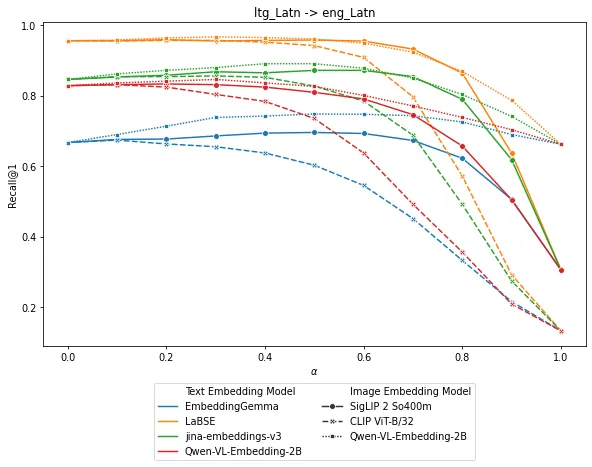 ltg_Latn -> eng_Latn
1.0
0.8
0.6
0.4
0.2
Recall@1
0.0 0.2 0.4 0.6 0.8 1.0
α
Text Embedding Model
EmbeddingGemma
LaBSE
jina-embeddings-v3
Qwen-VL-Embedding-2B
Image Embedding Model
SigLIP 2 So400m
CLIP ViT-B/32
Qwen-VL-Embedding-2B